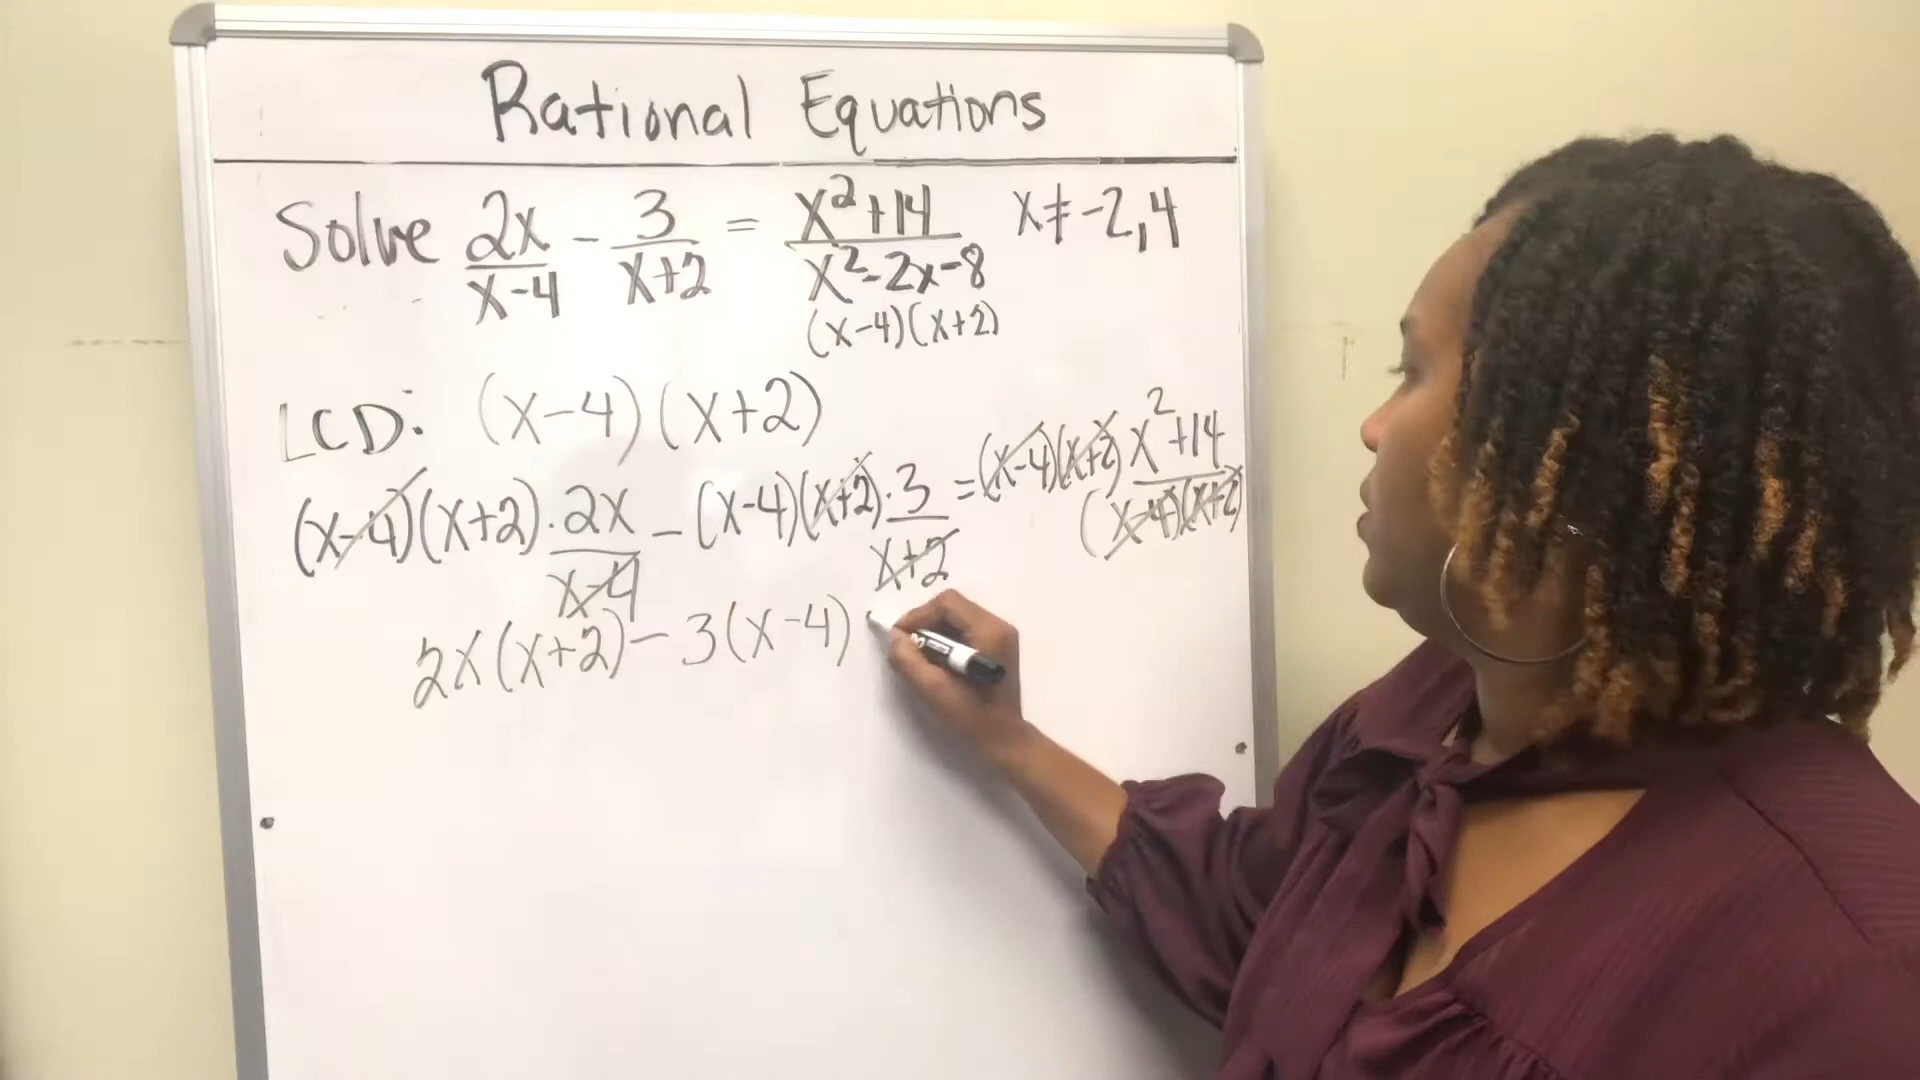 Rational Equations
Solve 2x/(x-4) - 3/(x+2) = (x²+14)/(x²-2x-8) x≠-2,4
(x-4)(x+2)
LCD: (x-4)(x+2)
(x-4)(x+2)·2x/(x-4) - (x-4)(x+2)·3/(x+2) = (x-4)(x+2) (x²+14)/((x-4)(x+2))
2x(x+2) - 3(x-4)